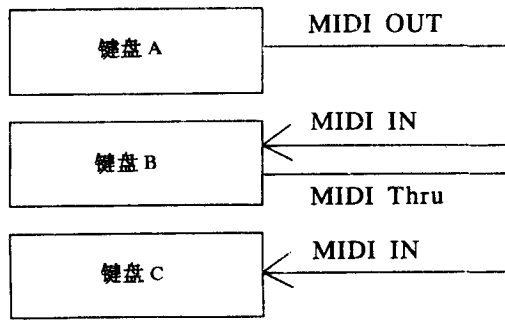 键盘 A
MIDI OUT
MIDI IN
键盘 B
MIDI Thru
MIDI IN
键盘 C